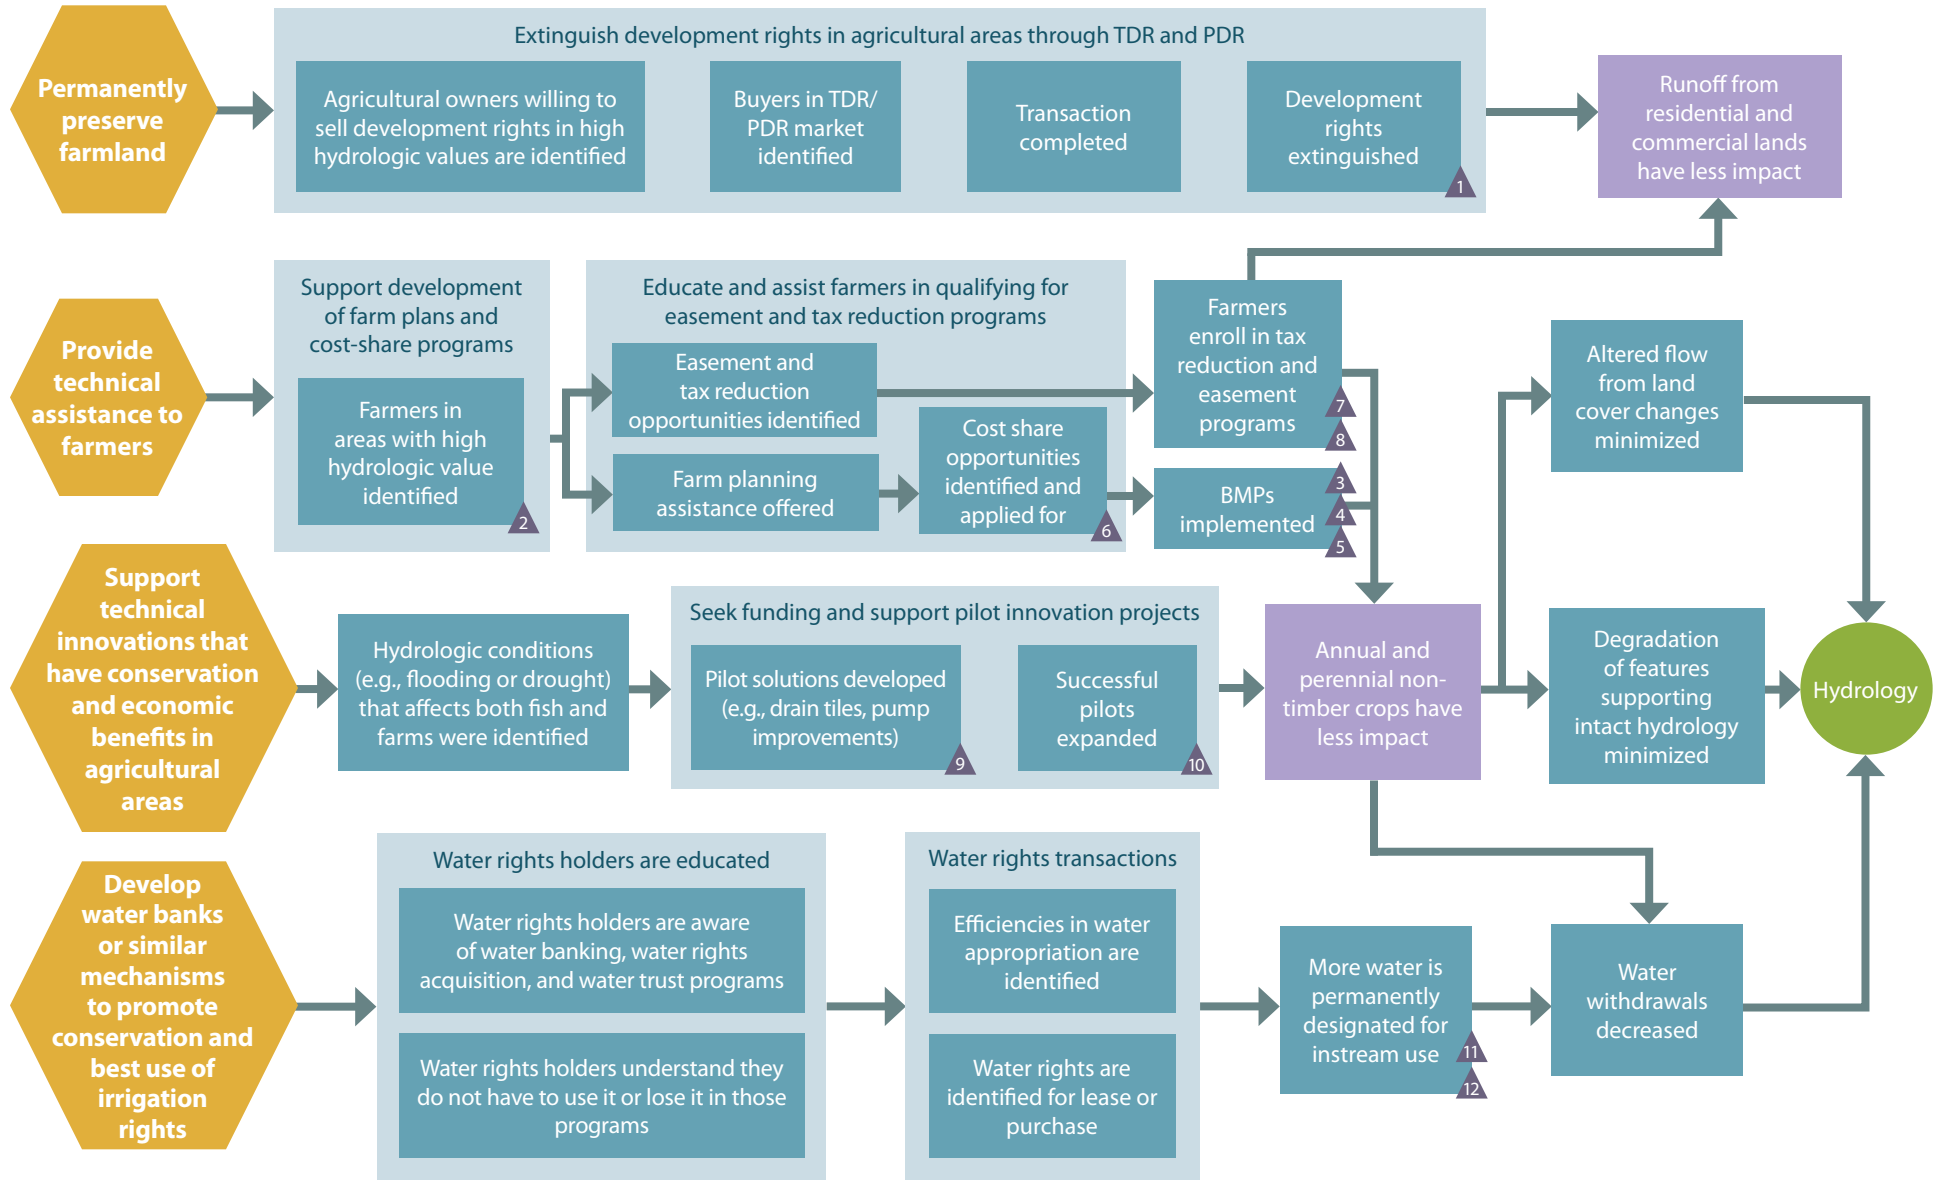 Permanently
preserve
farmland
Extinguish development rights in agricultural areas through TDR and PDR
Agricultural owners willing to
sell development rights in high
hydrologic values are identified
Buyers in TDR/
PDR market
identified
Transaction
completed
Development
rights
extinguished
1
Runoff from
residential and
commercial lands
have less impact
Provide
technical
assistance to
farmers
Support development
of farm plans and
cost-share programs
Farmers in
areas with high
hydrologic value
identified
2
Educate and assist farmers in qualifying for
easement and tax reduction programs
Easement and
tax reduction
opportunities identified
Farm planning
assistance offered
Cost share
opportunities
identified and
applied for
6
Farmers
enroll in tax
reduction and
easement
programs
7
8
BMPs
implemented
3
4
5
Altered flow
from land
cover changes
minimized
Support
technical
innovations that
have conservation
and economic
benefits in
agricultural
areas
Hydrologic conditions
(e.g., flooding or drought)
that affects both fish and
farms were identified
Seek funding and support pilot innovation projects
Pilot solutions developed
(e.g., drain tiles, pump
improvements)
9
Successful
pilots
expanded
10
Annual and
perennial non-
timber crops have
less impact
Degradation
of features
supporting
intact hydrology
minimized
Hydrology
Develop
water banks
or similar
mechanisms
to promote
conservation and
best use of
irrigation
rights
Water rights holders are educated
Water rights holders are aware
of water banking, water rights
acquisition, and water trust programs
Water rights holders understand they
do not have to use it or lose it in those
programs
Water rights transactions
Efficiencies in water
appropriation are
identified
Water rights are
identified for lease or
purchase
More water is
permanently
designated for
instream use
11
12
Water
withdrawals
decreased